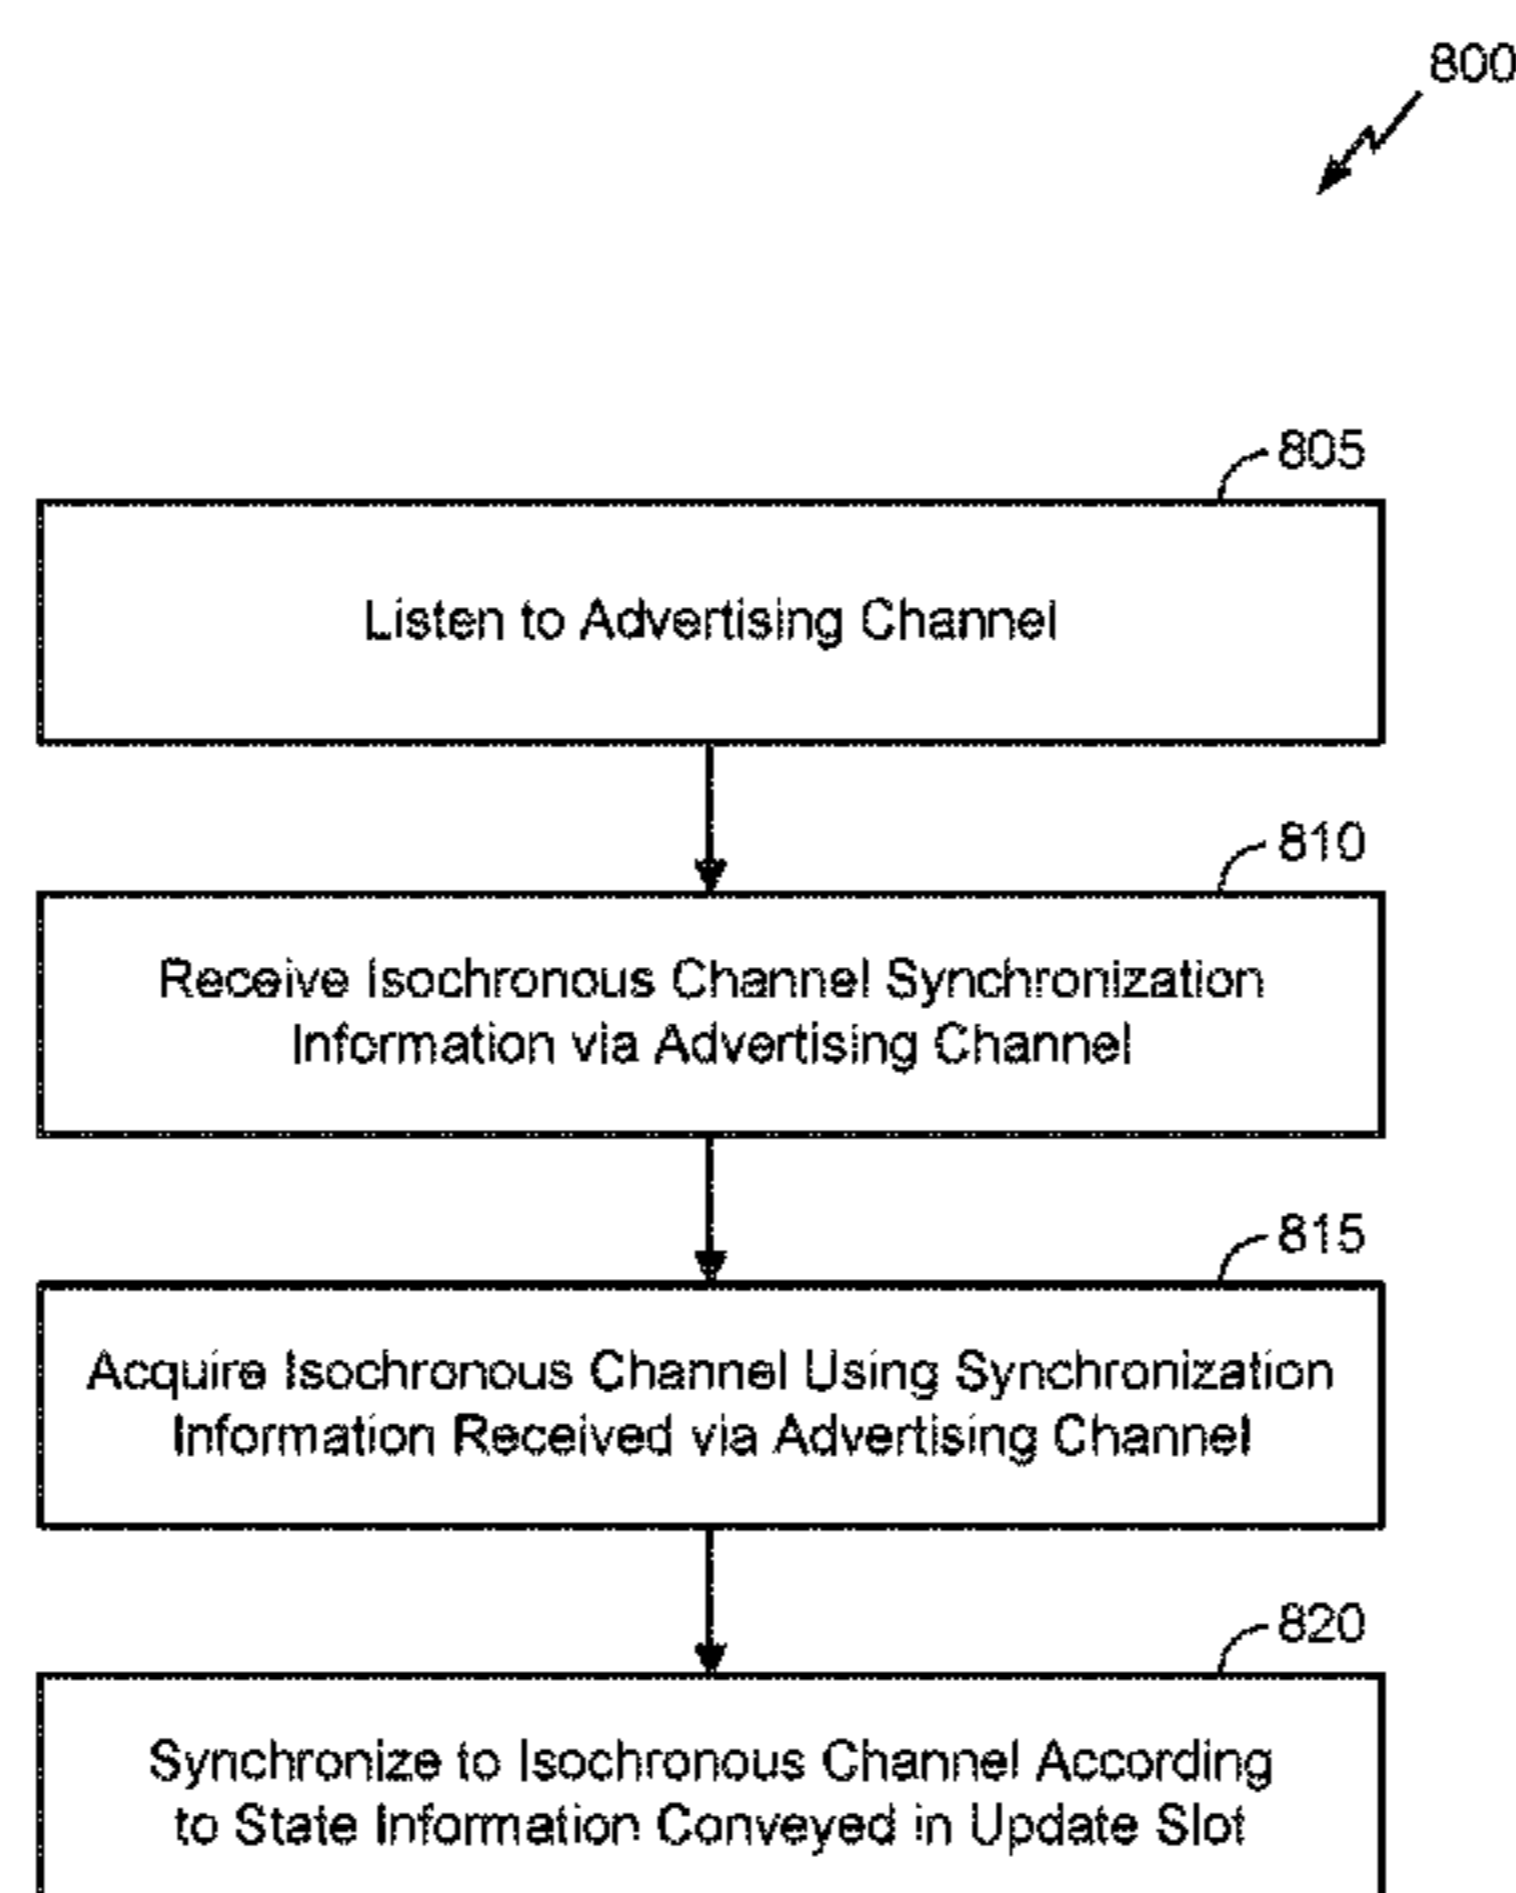 800
805
Listen to Advertising Channel
810
Receive Isochronous Channel Synchronization
Information via Advertising Channel
815
Acquire Isochronous Channel Using Synchronization
Information Received via Advertising Channel
820
Synchronize to Isochronous Channel According
to State Information Conveyed in Update Slot